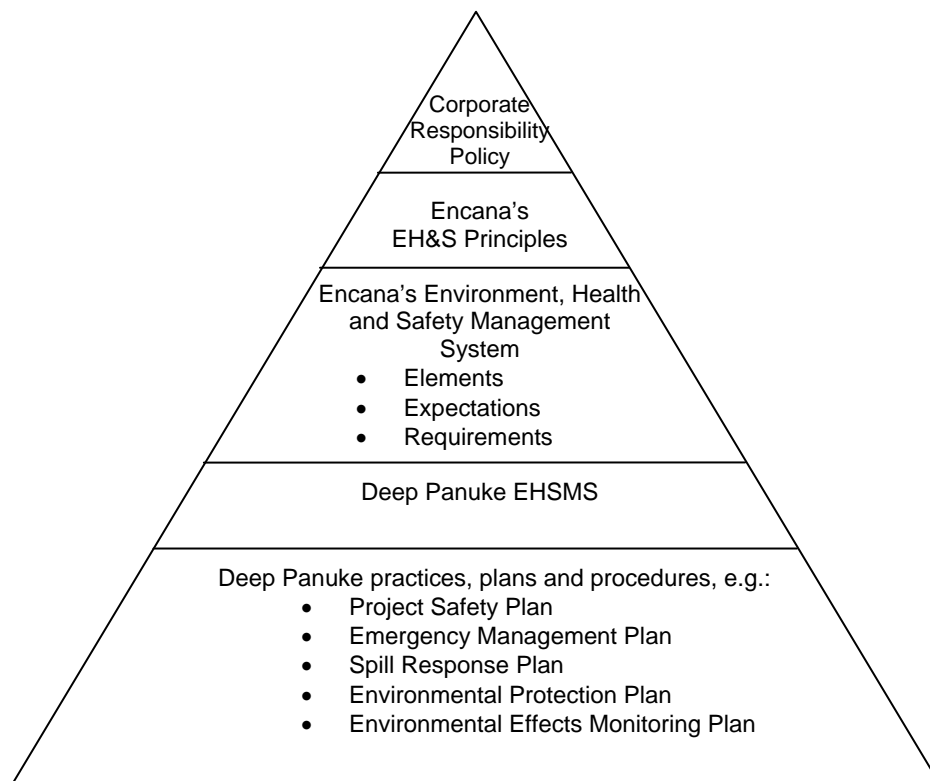 Corporate
Responsibility
Policy
Encana's
EH&S Principles
Encana's Environment, Health
and Safety Management
System
• Elements
• Expectations
• Requirements
Deep Panuke EHSMS
Deep Panuke practices, plans and procedures, e.g.:
• Project Safety Plan
• Emergency Management Plan
• Spill Response Plan
• Environmental Protection Plan
• Environmental Effects Monitoring Plan